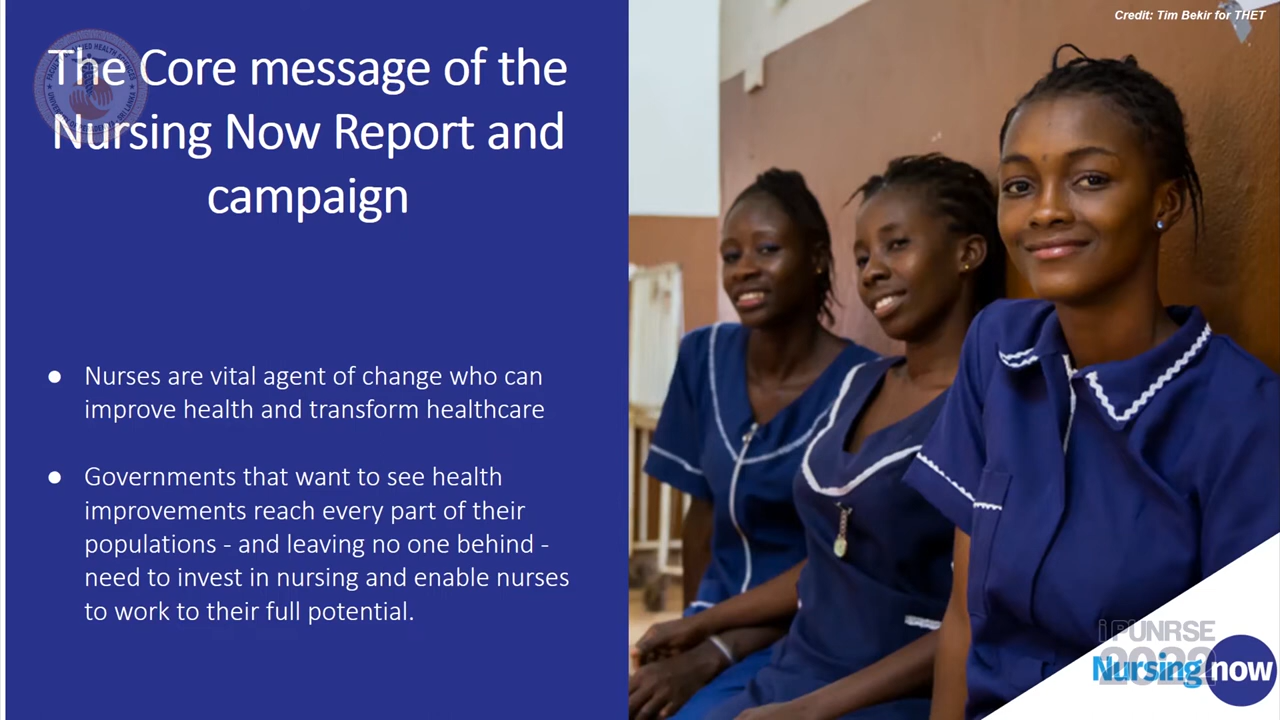 Credit: Tim Bekir for THET
The Core message of the
Nursing Now Report and
campaign
● Nurses are vital agent of change who can
improve health and transform healthcare
● Governments that want to see health
improvements reach every part of their
populations - and leaving no one behind -
need to invest in nursing and enable nurses
to work to their full potential.
iPUNRSE
2022
Nursing now